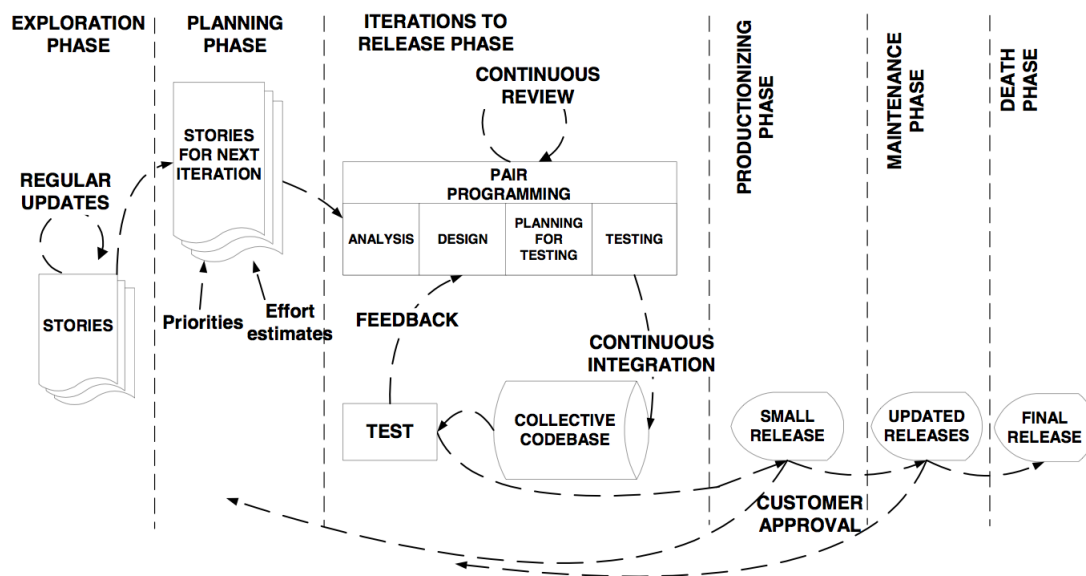 EXPLORATION
PHASE
PLANNING
PHASE
ITERATIONS TO
RELEASE PHASE
PRODUCTIONIZING
PHASE
MAINTENANCE
PHASE
DEATH
PHASE
CONTINUOUS
REVIEW
STORIES
FOR NEXT
ITERATION
REGULAR
UPDATES
PAIR
PROGRAMMING
ANALYSIS
DESIGN
PLANNING
FOR
TESTING
TESTING
STORIES
Priorities
Effort
estimates
FEEDBACK
CONTINUOUS
INTEGRATION
TEST
COLLECTIVE
CODEBASE
SMALL
RELEASE
UPDATED
RELEASES
FINAL
RELEASE
CUSTOMER
APPROVAL